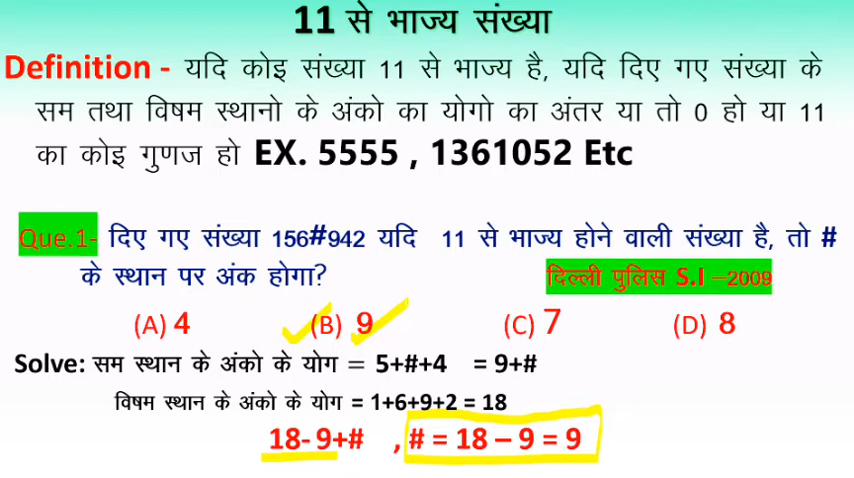 11 से भाज्य संख्या
Definition - यदि कोइ संख्या 11 से भाज्य है, यदि दिए गए संख्या के
सम तथा विषम स्थानो के अंको का योगो का अंतर या तो 0 हो या 11
का कोइ गुणज हो EX. 5555 , 1361052 Etc
Que.1- दिए गए संख्या 156#942 यदि 11 से भाज्य होने वाली संख्या है, तो #
के स्थान पर अंक होगा?
दिल्ली पुलिस S.I –2009
(A) 4 (B) 9 (C) 7 (D) 8
Solve: सम स्थान के अंको के योग = 5+#+4 = 9+#
विषम स्थान के अंको के योग = 1+6+9+2 = 18
18- 9+# , # = 18 – 9 = 9